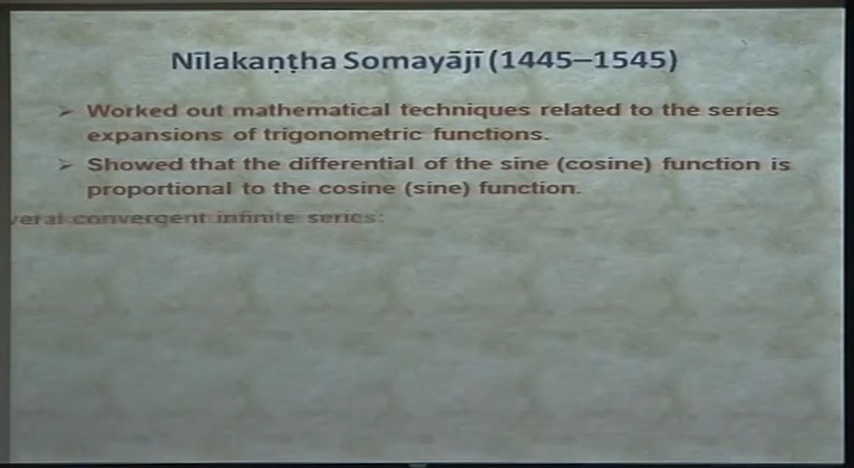 Nīlakaṇṭha Somayājī (1445–1545)
➢ Worked out mathematical techniques related to the series
expansions of trigonometric functions.
➢ Showed that the differential of the sine (cosine) function is
proportional to the cosine (sine) function.
convergent infinite series: